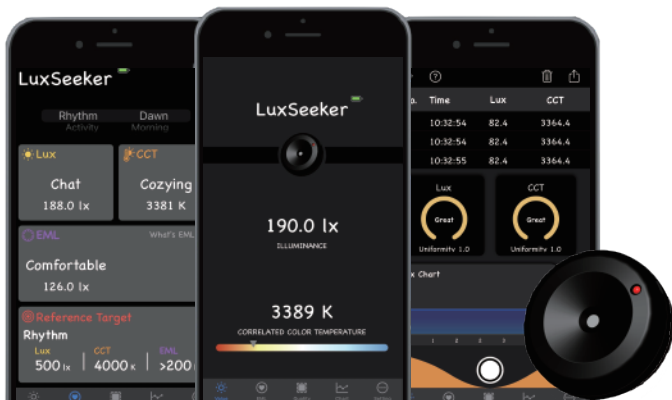 LuxSeeker
Rhythm Dawn
Activity Morning
Lux CCT
Chat Cozying
188.0 lx 3381 K
EML What's EML
Comfortable
126.0 lx
Reference Target
Rhythm
Lux CCT EML
500 lx 4000 K >200
LuxSeeker
190.0 lx
ILLUMINANCE
3389 K
CORRELATED COLOR TEMPERATURE
Time Lux CCT
10:32:54 82.4 3364.4
10:32:54 82.4 3364.4
10:32:55 82.4 3364.4
Lux CCT
Great Great
Uniformity 1.0 Uniformity 1.0
x Chart